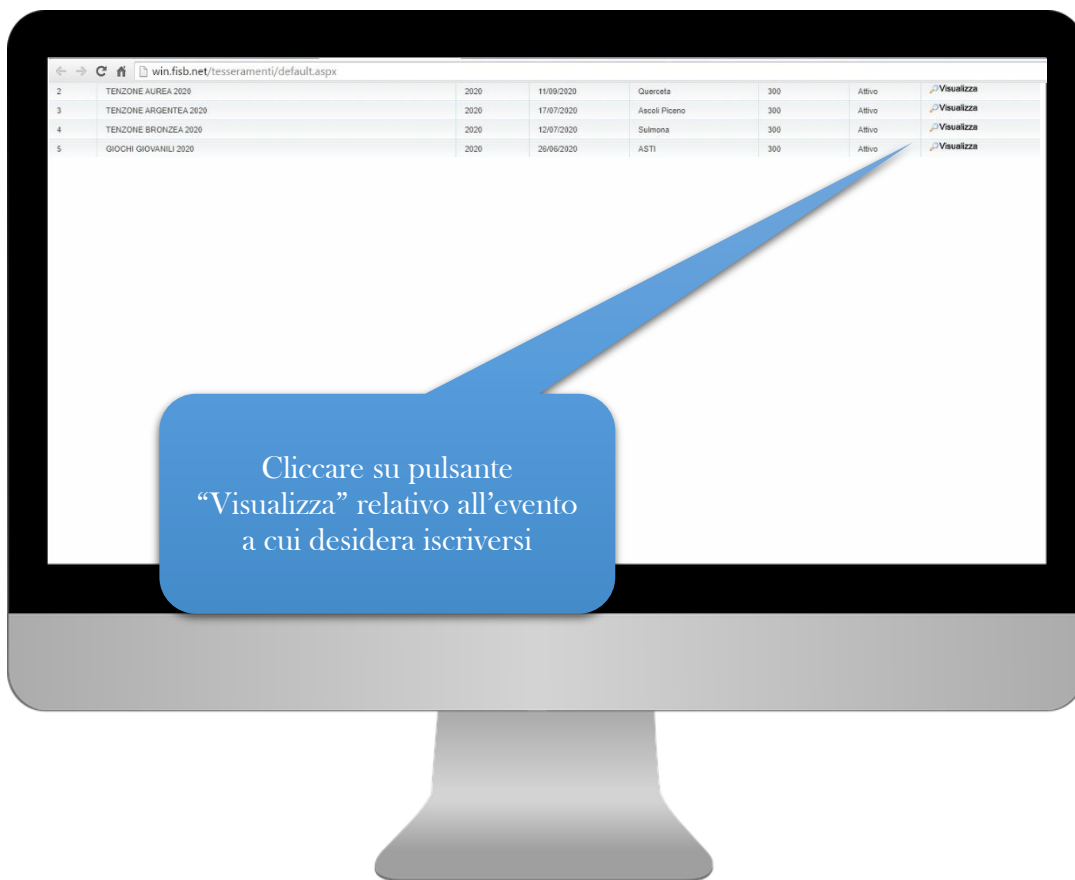 win.fisb.net/tesseramenti/default.aspx
2 TENZONE AUREA 2020 2020 11/09/2020 Querceta 300 Attivo Visualizza
3 TENZONE ARGENTEA 2020 2020 17/07/2020 Ascoli Piceno 300 Attivo Visualizza
4 TENZONE BRONZEA 2020 2020 12/07/2020 Sulmona 300 Attivo Visualizza
5 GIOCHI GIOVANILI 2020 2020 26/06/2020 ASTI 300 Attivo Visualizza
Cliccare su pulsante
“Visualizza” relativo all’evento
a cui desidera iscriversi